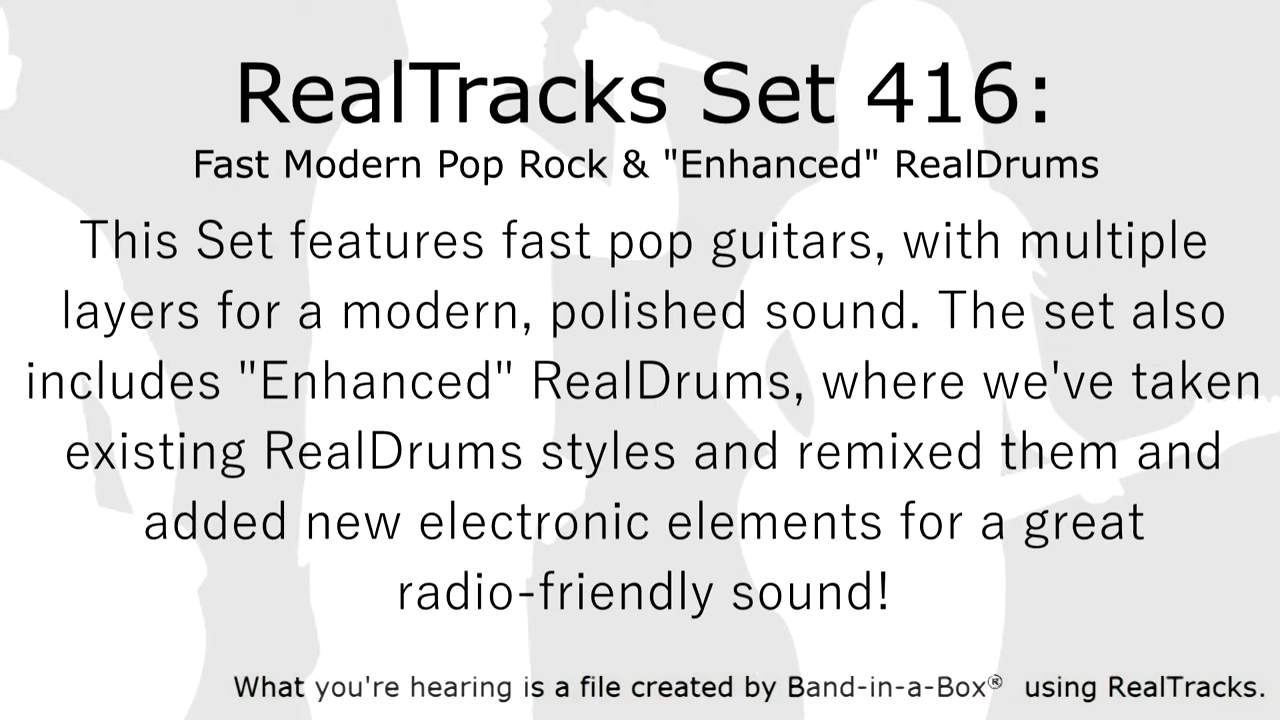 RealTracks Set 416:
Fast Modern Pop Rock & "Enhanced" RealDrums
This Set features fast pop guitars, with multiple
layers for a modern, polished sound. The set also
includes "Enhanced" RealDrums, where we've taken
existing RealDrums styles and remixed them and
added new electronic elements for a great
radio-friendly sound!
What you're hearing is a file created by Band-in-a-Box® using RealTracks.